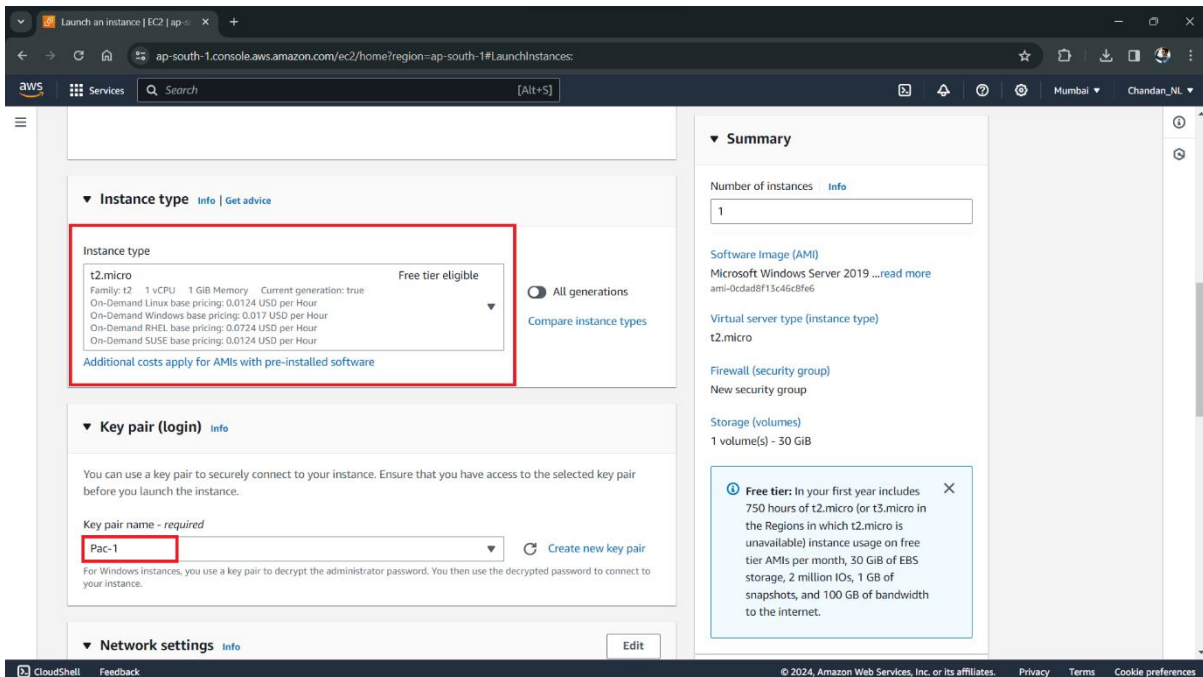 Launch an instance | EC2 | ap-s
ap-south-1.console.aws.amazon.com/ec2/home?region=ap-south-1#LaunchInstances:
aws
Services
Search
[Alt+S]
Mumbai
Chandan_NL
Instance type
Info | Get advice
Instance type
t2.micro
Free tier eligible
Family: t2 1 vCPU 1 GiB Memory Current generation: true
On-Demand Linux base pricing: 0.0124 USD per Hour
On-Demand Windows base pricing: 0.017 USD per Hour
On-Demand RHEL base pricing: 0.0724 USD per Hour
On-Demand SUSE base pricing: 0.0124 USD per Hour
Additional costs apply for AMIs with pre-installed software
All generations
Compare instance types
Key pair (login)
Info
You can use a key pair to securely connect to your instance. Ensure that you have access to the selected key pair
before you launch the instance.
Key pair name - required
Pac-1
Create new key pair
For Windows instances, you use a key pair to decrypt the administrator password. You then use the decrypted password to connect to
your instance.
Network settings
Info
Edit
Summary
Number of instances
Info
1
Software Image (AMI)
Microsoft Windows Server 2019 ...read more
ami-0cdad8f13c46c8fe6
Virtual server type (instance type)
t2.micro
Firewall (security group)
New security group
Storage (volumes)
1 volume(s) - 30 GiB
Free tier: In your first year includes
750 hours of t2.micro (or t3.micro in
the Regions in which t2.micro is
unavailable) instance usage on free
tier AMIs per month, 30 GiB of EBS
storage, 2 million IOs, 1 GB of
snapshots, and 100 GB of bandwidth
to the internet.
CloudShell
Feedback
© 2024, Amazon Web Services, Inc. or its affiliates.
Privacy
Terms
Cookie preferences